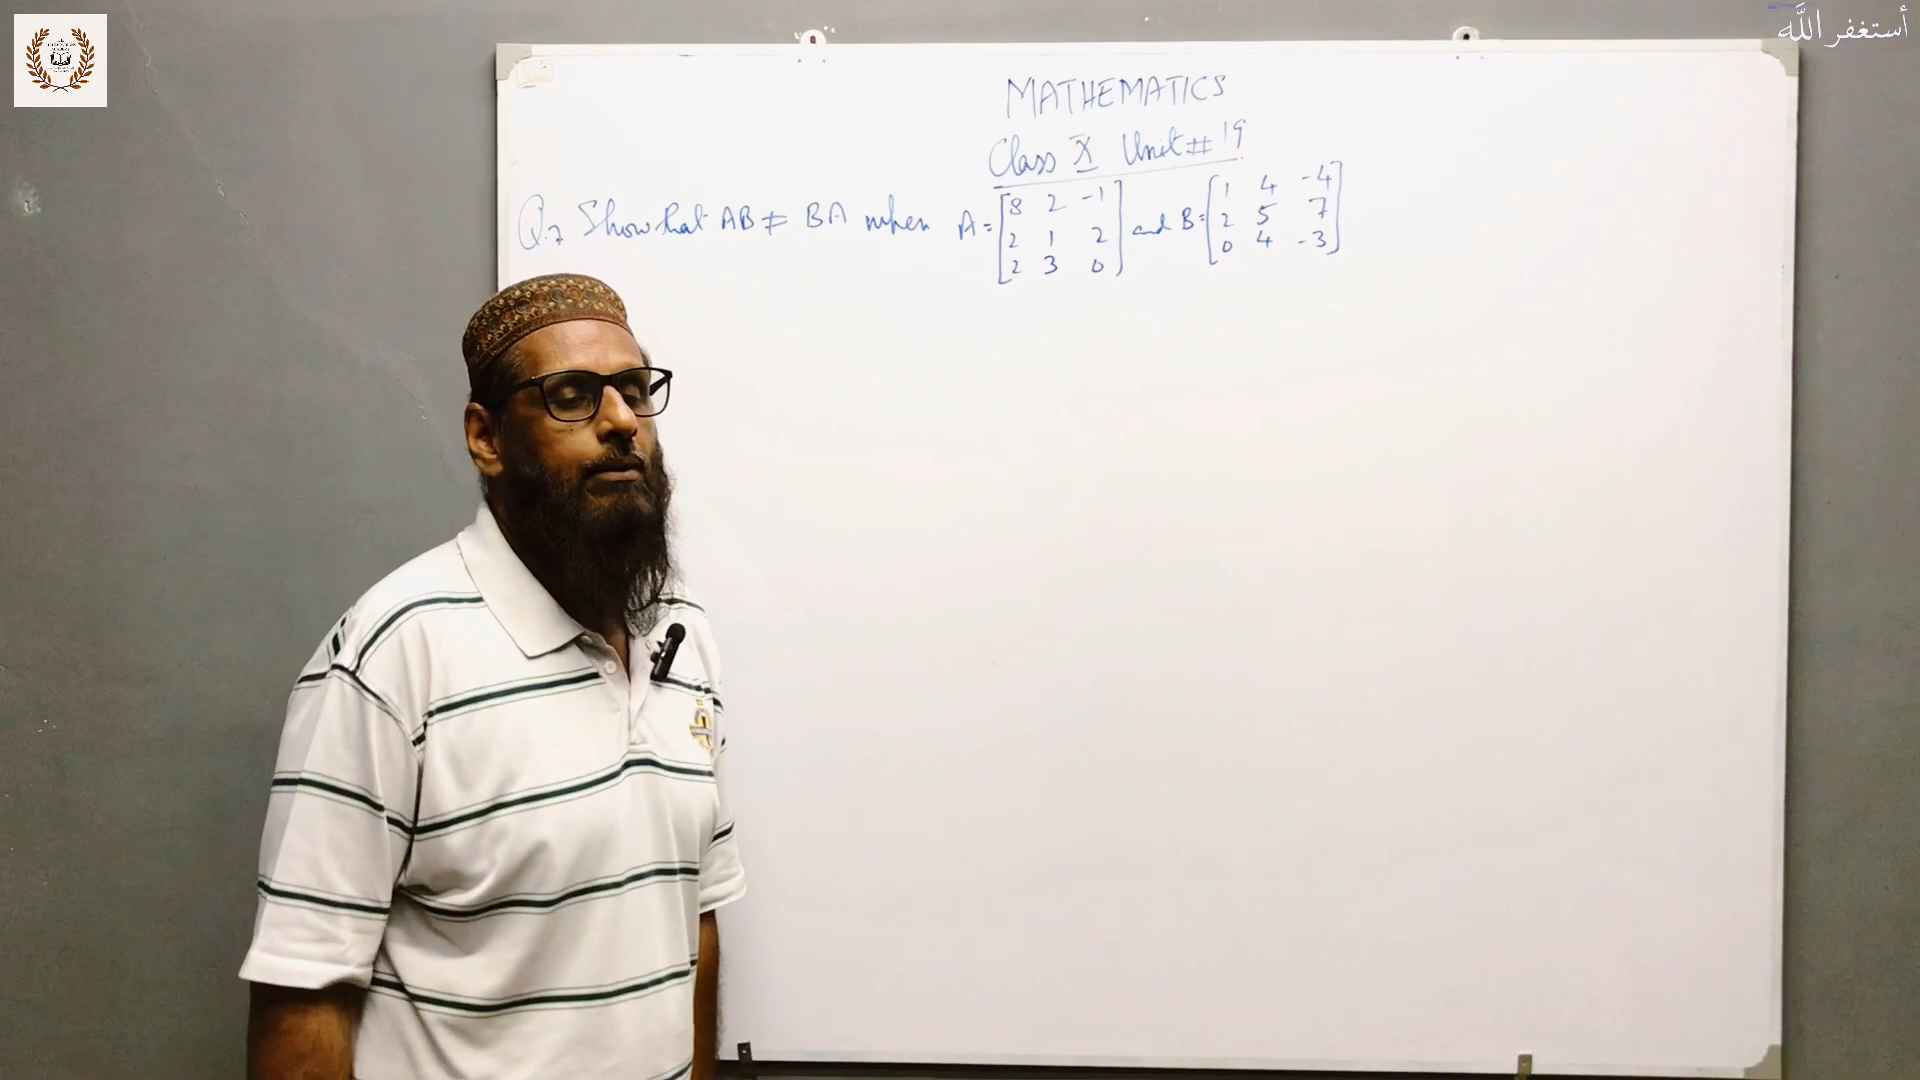 أستغفر اللَّه
MATHEMATICS
Class X Unit # 19
Q.7 Show that AB ≠ BA when A = [8 2 -1 and B = [1 4 -4]
2 1 2 2 5 7
2 3 0] 0 4 -3]